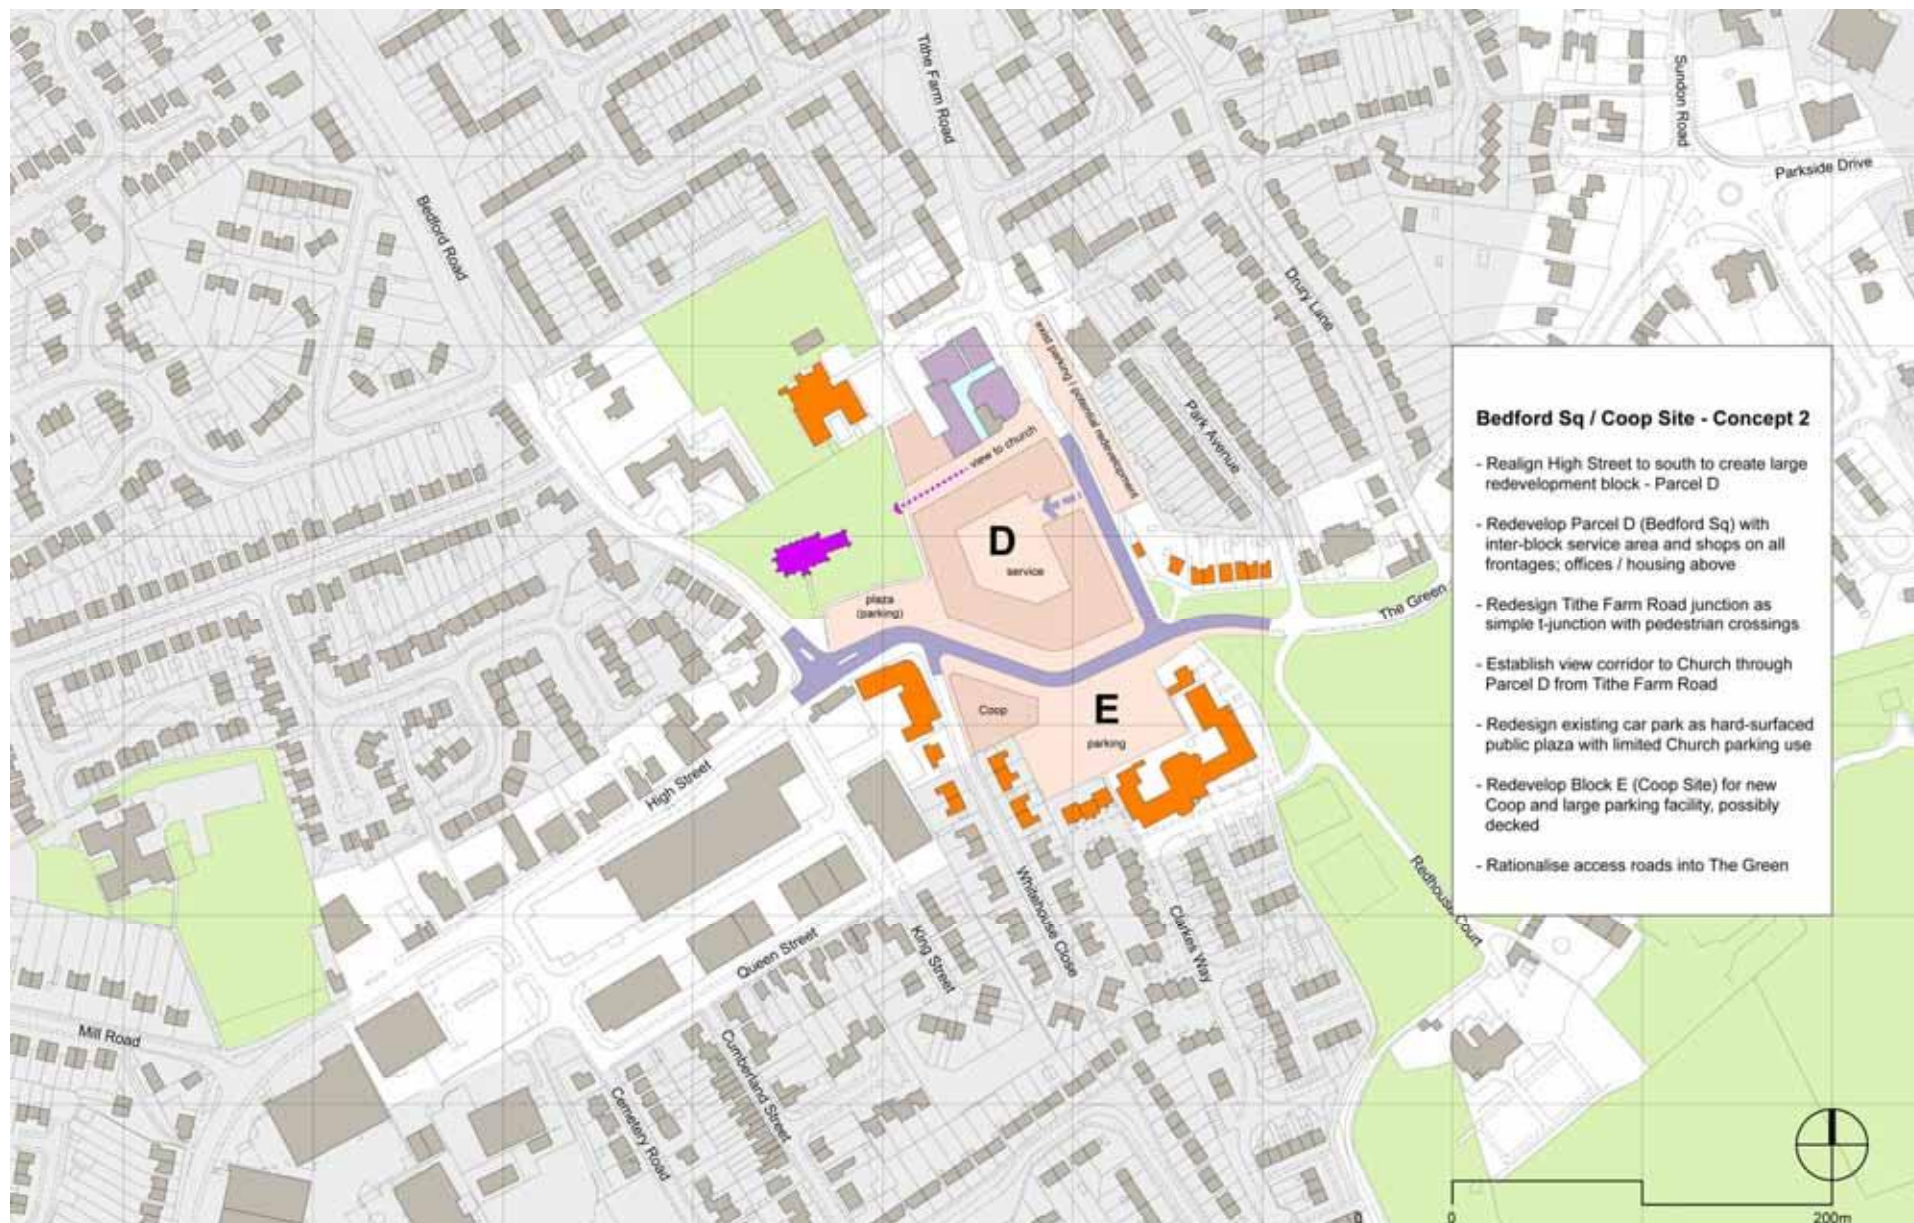 Tithe Farm Road
Sundon Road
Parkside Drive
Bedford Road
Drury Lane
exist parking / potential redevelopment
Park Avenue
view to church
D
service
plaza
(parking)
The Green
E
parking
Coop
High Street
Whitehouse Close
Clarkes Way
Redhouse Court
King Street
Queen Street
Mill Road
Cumberland Street
Cemetery Road
Bedford Sq / Coop Site - Concept 2
- Realign High Street to south to create large
redevelopment block - Parcel D
- Redevelop Parcel D (Bedford Sq) with
inter-block service area and shops on all
frontages; offices / housing above
- Redesign Tithe Farm Road junction as
simple t-junction with pedestrian crossings
- Establish view corridor to Church through
Parcel D from Tithe Farm Road
- Redesign existing car park as hard-surfaced
public plaza with limited Church parking use
- Redevelop Block E (Coop Site) for new
Coop and large parking facility, possibly
decked
- Rationalise access roads into The Green
0
0
200m